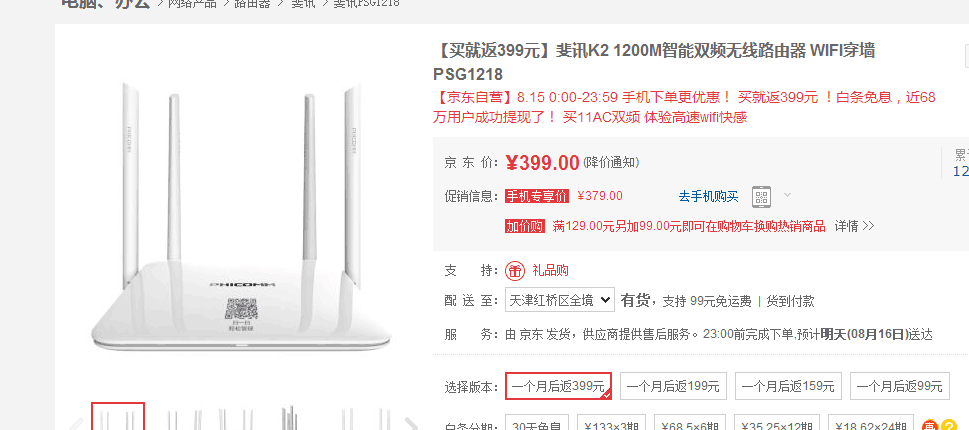 电脑、办公 > 网络产品 > 路由器 > 斐讯 > 斐讯PSG1218
【买就返399元】斐讯K2 1200M智能双频无线路由器 WIFI穿墙
PSG1218
【京东自营】8.15 0:00-23:59 手机下单更优惠！ 买就返399元 ！白条免息，近68
万用户成功提现了！ 买11AC双频 体验高速wifi快感
京 东 价： ¥399.00 (降价通知)
累
12
促销信息： 手机专享价 ¥379.00 去手机购买
加价购 满129.00元另加99.00元即可在购物车换购热销商品 详情 >>
支 持： 礼品购
配 送 至： 天津红桥区全境 有货，支持 99元免运费 | 货到付款
服 务： 由 京东 发货，供应商提供售后服务。23:00前完成下单,预计明天(08月16日)送达
选择版本： 一个月后返399元 一个月后返199元 一个月后返159元 一个月后返99元
白条分期： 30天免息 ¥133×3期 ¥68.5×6期 ¥35.25×12期 ¥18.62×24期 惠 ?
PHICOMM
扫一扫
轻松管理
PHICOMM
PHICOMM